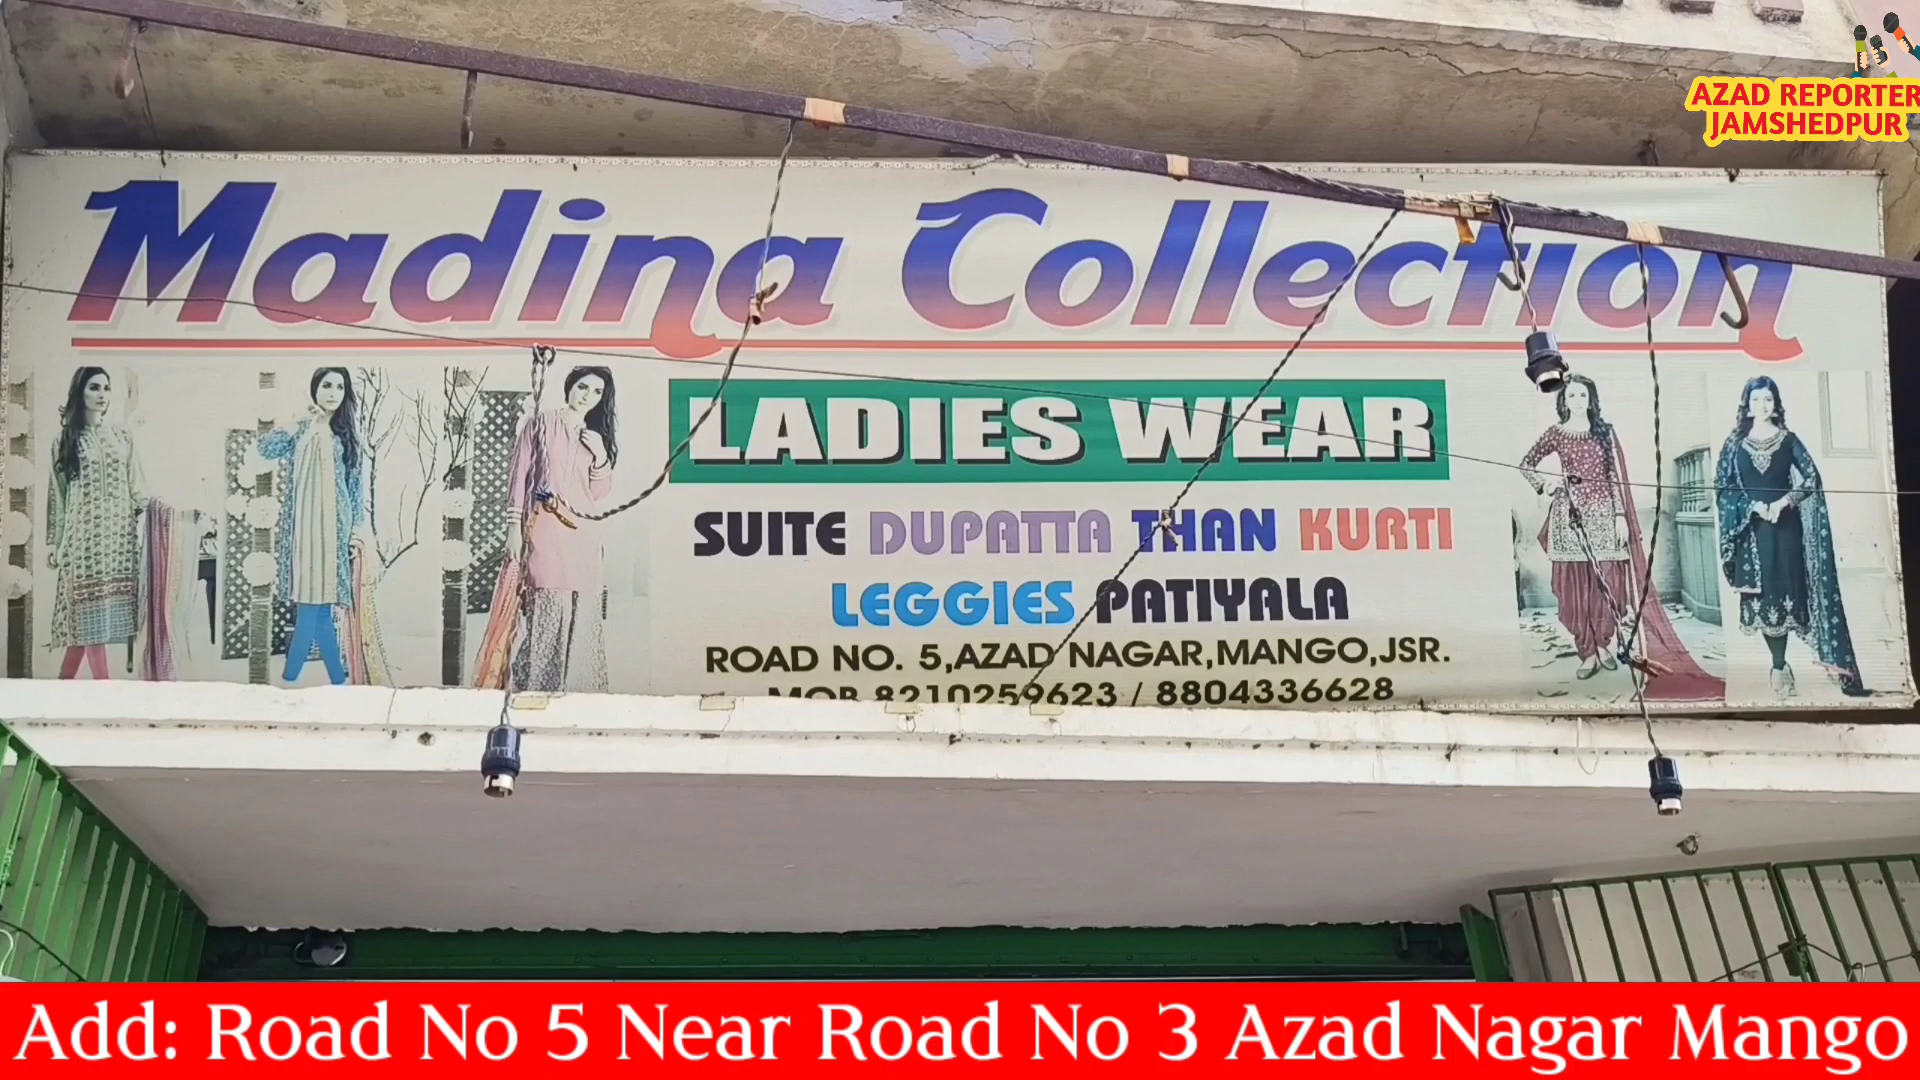 AZAD REPORTER
JAMSHEDPUR
Madina Collection
LADIES WEAR
SUITE DUPATTA THAN KURTI
LEGGIES PATIYALA
ROAD NO. 5,AZAD NAGAR,MANGO,JSR.
MOB 8210259623 / 8804336628
Add: Road No 5 Near Road No 3 Azad Nagar Mango